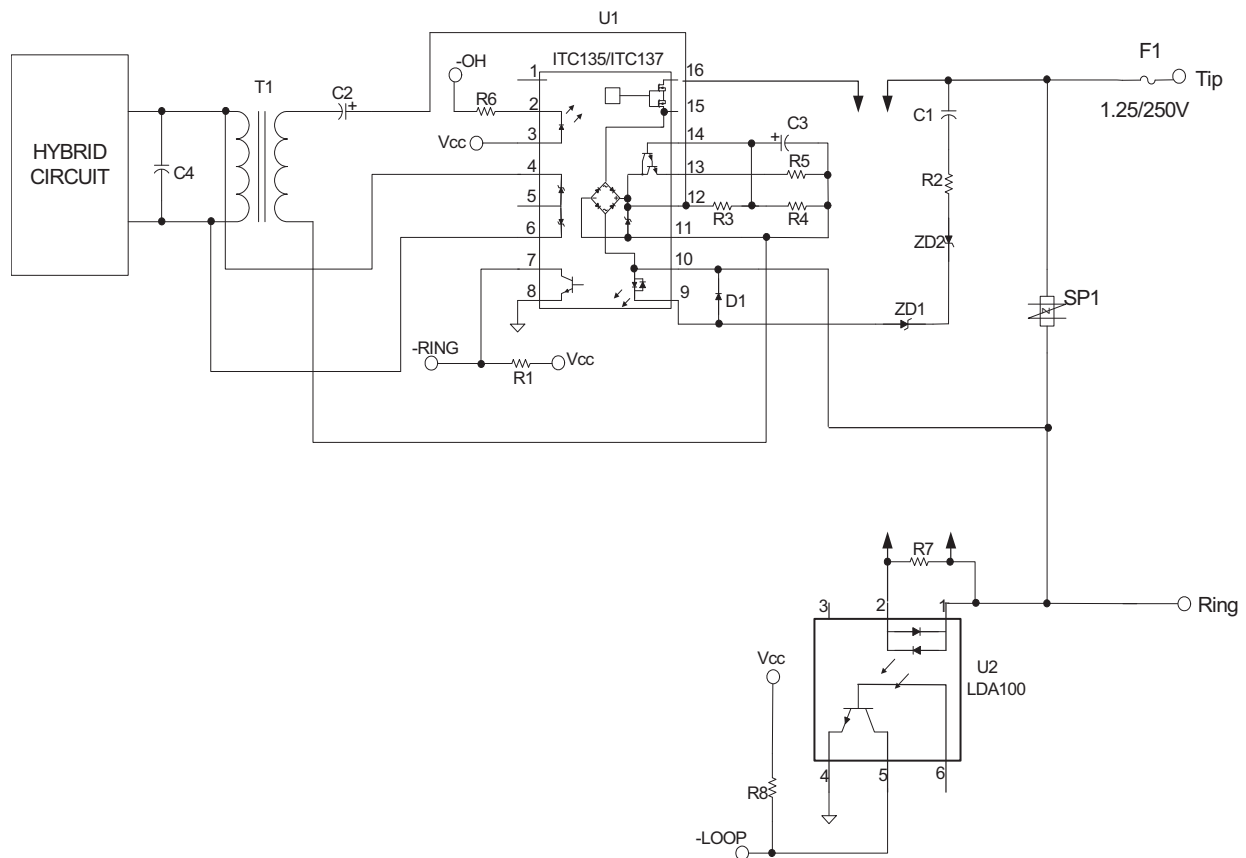 U1
ITC135/ITC137
F1
Tip
1.25/250V
-OH
T1
C2
+
R6
1
2
3
4
5
6
7
8
16
15
14
13
12
11
10
9
Vcc
HYBRID
CIRCUIT
C4
+
C3
R5
R3
R4
C1
R2
ZD2
D1
ZD1
SP1
-RING
R1
Vcc
R7
3
2
1
Ring
U2
LDA100
Vcc
R8
4
5
6
-LOOP